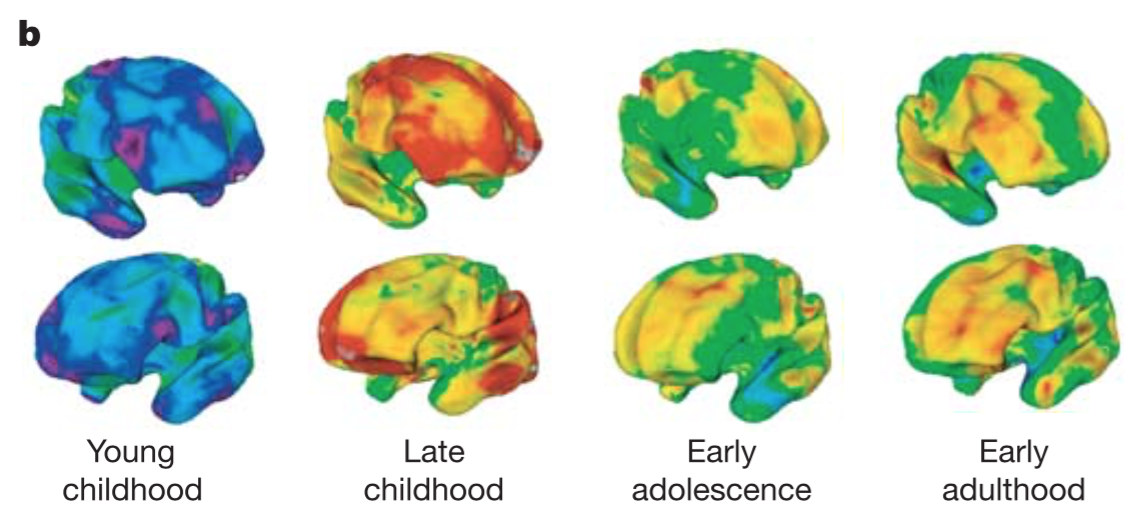 b
Young
childhood
Late
childhood
Early
adolescence
Early
adulthood